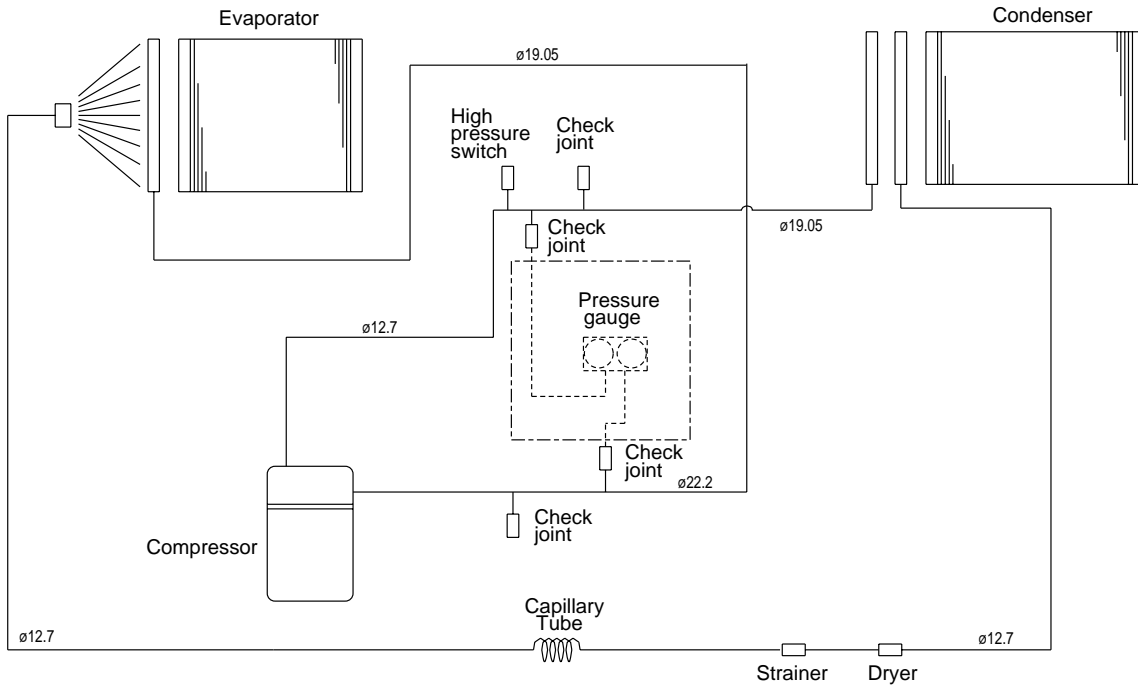 Evaporator
Condenser
ø19.05
High
pressure
switch
Check
joint
ø19.05
Check
joint
Pressure
gauge
ø12.7
Check
joint
ø22.2
Check
joint
Compressor
Capillary
Tube
ø12.7
ø12.7
Strainer
Dryer